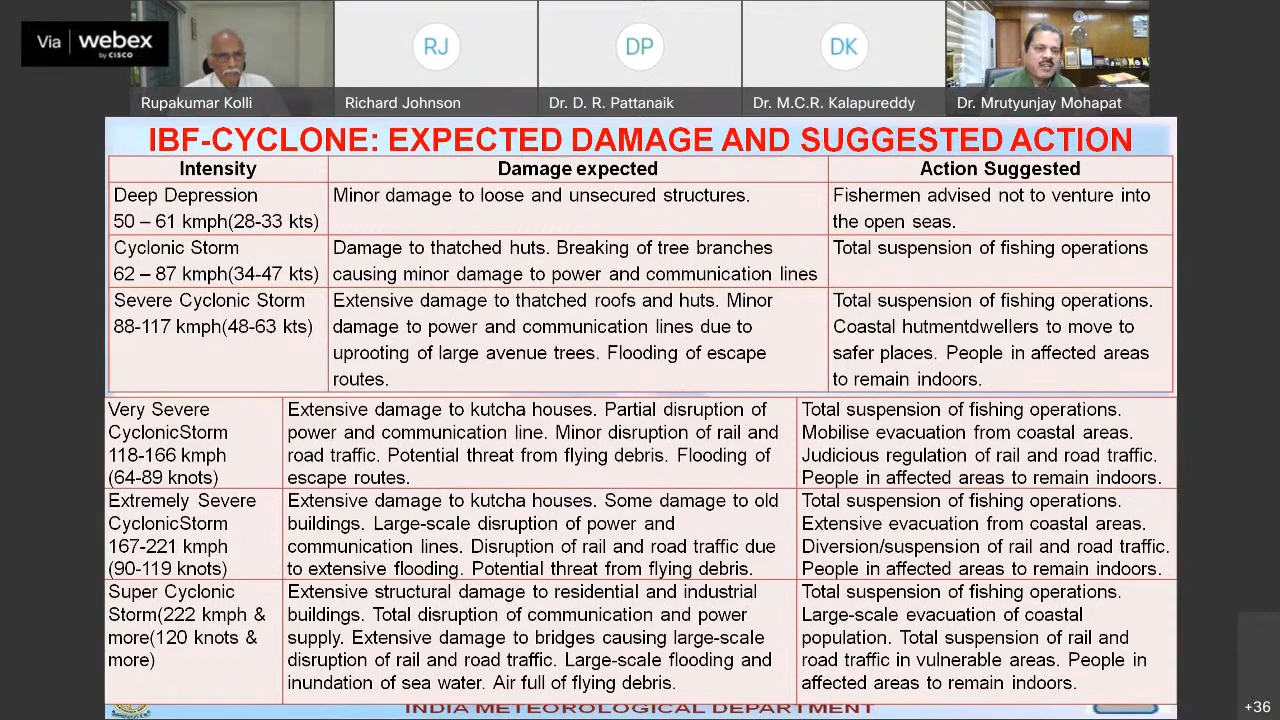 Via webex
by CISCO
RJ
DP
DK
Rupakumar Kolli
Richard Johnson
Dr. D. R. Pattanaik
Dr. M.C.R. Kalapureddy
Dr. Mrutyunjay Mohapat
IBF-CYCLONE: EXPECTED DAMAGE AND SUGGESTED ACTION
Intensity
Damage expected
Action Suggested
Deep Depression
50 – 61 kmph(28-33 kts)
Minor damage to loose and unsecured structures.
Fishermen advised not to venture into
the open seas.
Cyclonic Storm
62 – 87 kmph(34-47 kts)
Damage to thatched huts. Breaking of tree branches
causing minor damage to power and communication lines
Total suspension of fishing operations
Severe Cyclonic Storm
88-117 kmph(48-63 kts)
Extensive damage to thatched roofs and huts. Minor
damage to power and communication lines due to
uprooting of large avenue trees. Flooding of escape
routes.
Total suspension of fishing operations.
Coastal hutmentdwellers to move to
safer places. People in affected areas
to remain indoors.
Very Severe
CyclonicStorm
118-166 kmph
(64-89 knots)
Extensive damage to kutcha houses. Partial disruption of
power and communication line. Minor disruption of rail and
road traffic. Potential threat from flying debris. Flooding of
escape routes.
Total suspension of fishing operations.
Mobilise evacuation from coastal areas.
Judicious regulation of rail and road traffic.
People in affected areas to remain indoors.
Extremely Severe
CyclonicStorm
167-221 kmph
(90-119 knots)
Extensive damage to kutcha houses. Some damage to old
buildings. Large-scale disruption of power and
communication lines. Disruption of rail and road traffic due
to extensive flooding. Potential threat from flying debris.
Total suspension of fishing operations.
Extensive evacuation from coastal areas.
Diversion/suspension of rail and road traffic.
People in affected areas to remain indoors.
Super Cyclonic
Storm(222 kmph &
more(120 knots &
more)
Extensive structural damage to residential and industrial
buildings. Total disruption of communication and power
supply. Extensive damage to bridges causing large-scale
disruption of rail and road traffic. Large-scale flooding and
inundation of sea water. Air full of flying debris.
Total suspension of fishing operations.
Large-scale evacuation of coastal
population. Total suspension of rail and
road traffic in vulnerable areas. People in
affected areas to remain indoors.
INDIA METEOROLOGICAL DEPARTMENT
+36